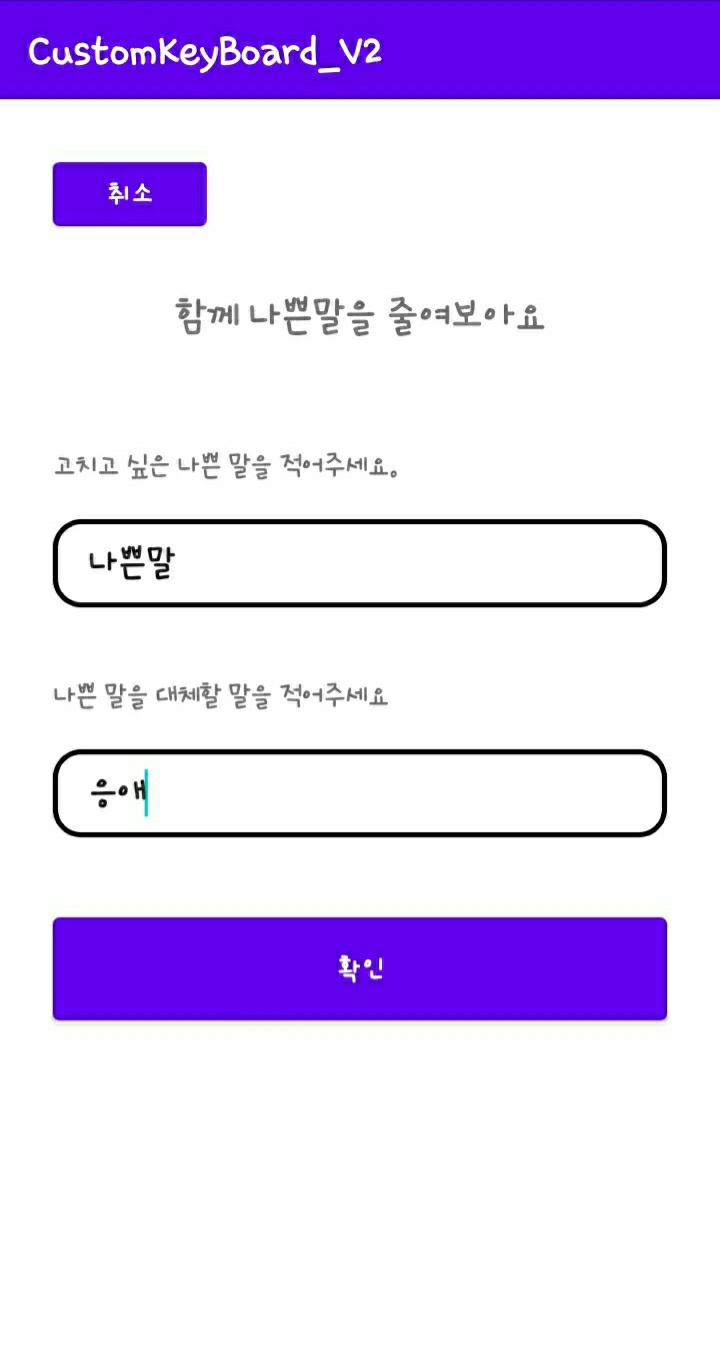 CustomKeyBoard_V2
취소
함께 나쁜말을 줄여보아요
고치고 싶은 나쁜 말을 적어주세요.
나쁜말
나쁜 말을 대체할 말을 적어주세요
응애
확인